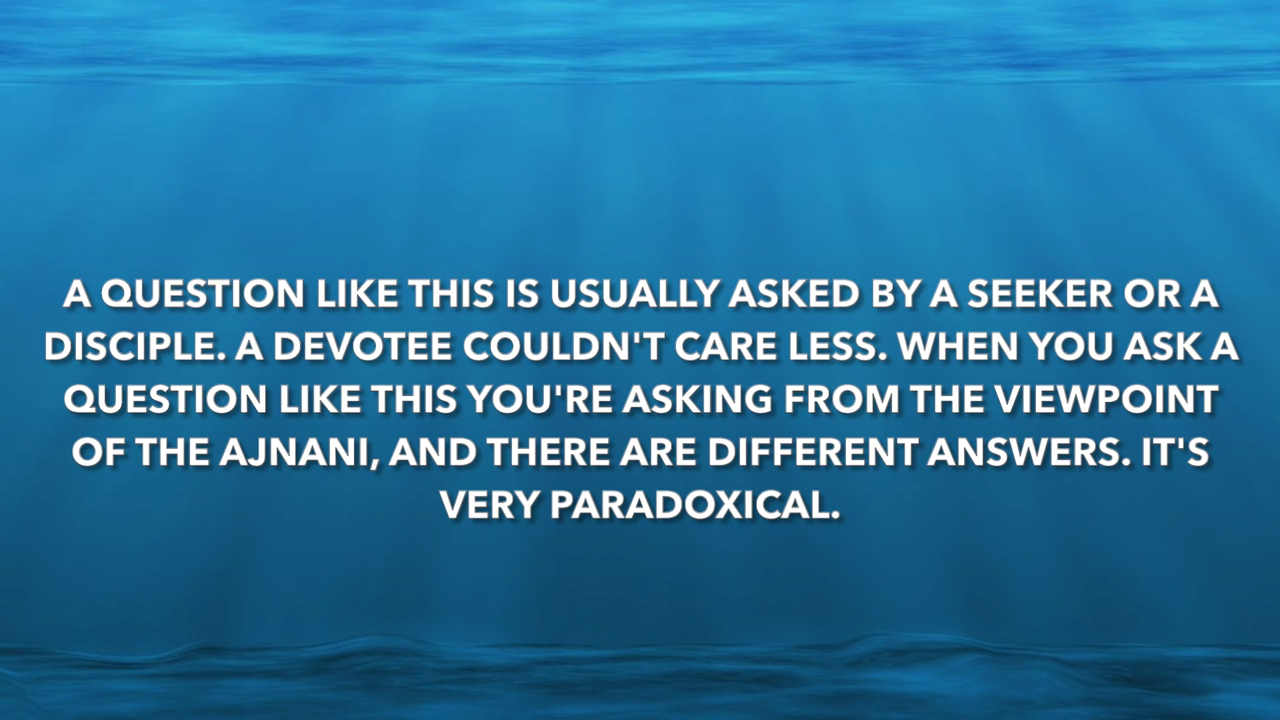 A QUESTION LIKE THIS IS USUALLY ASKED BY A SEEKER OR A
DISCIPLE. A DEVOTEE COULDN'T CARE LESS. WHEN YOU ASK A
QUESTION LIKE THIS YOU'RE ASKING FROM THE VIEWPOINT
OF THE AJNANI, AND THERE ARE DIFFERENT ANSWERS. IT'S
VERY PARADOXICAL.